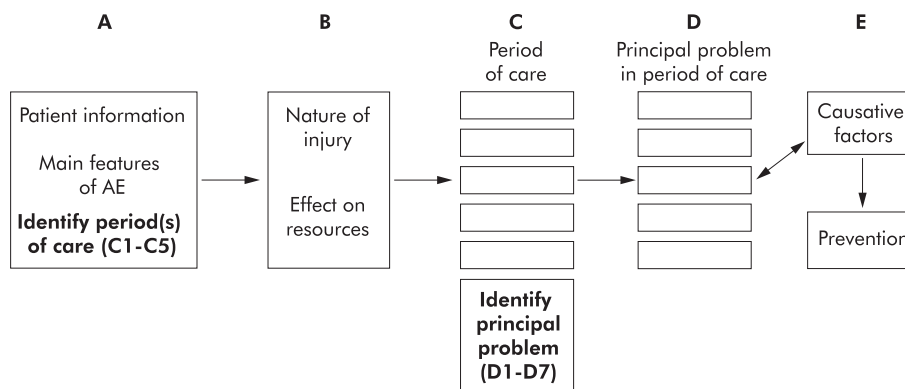 A
B
C
D
E
Period
of care
Principal problem
in period of care
Patient information
Main features
of AE
Identify period(s)
of care (C1-C5)
Nature of
injury
Effect on
resources
Identify
principal
problem
(D1-D7)
Causative
factors
Prevention